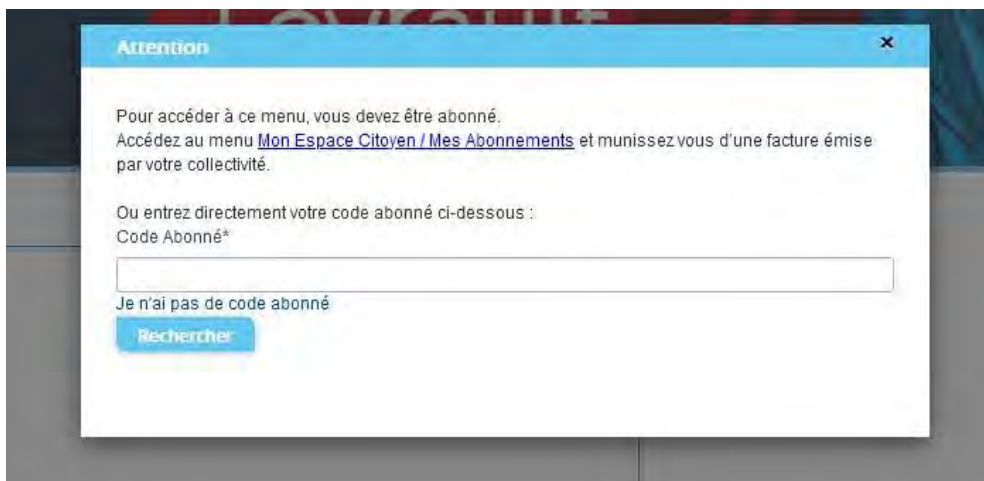 Levrault
Attention
×
Pour accéder à ce menu, vous devez être abonné.
Accédez au menu Mon Espace Citoyen / Mes Abonnements et munissez vous d'une facture émise
par votre collectivité.
Ou entrez directement votre code abonné ci-dessous :
Code Abonné*
Je n'ai pas de code abonné
Rechercher